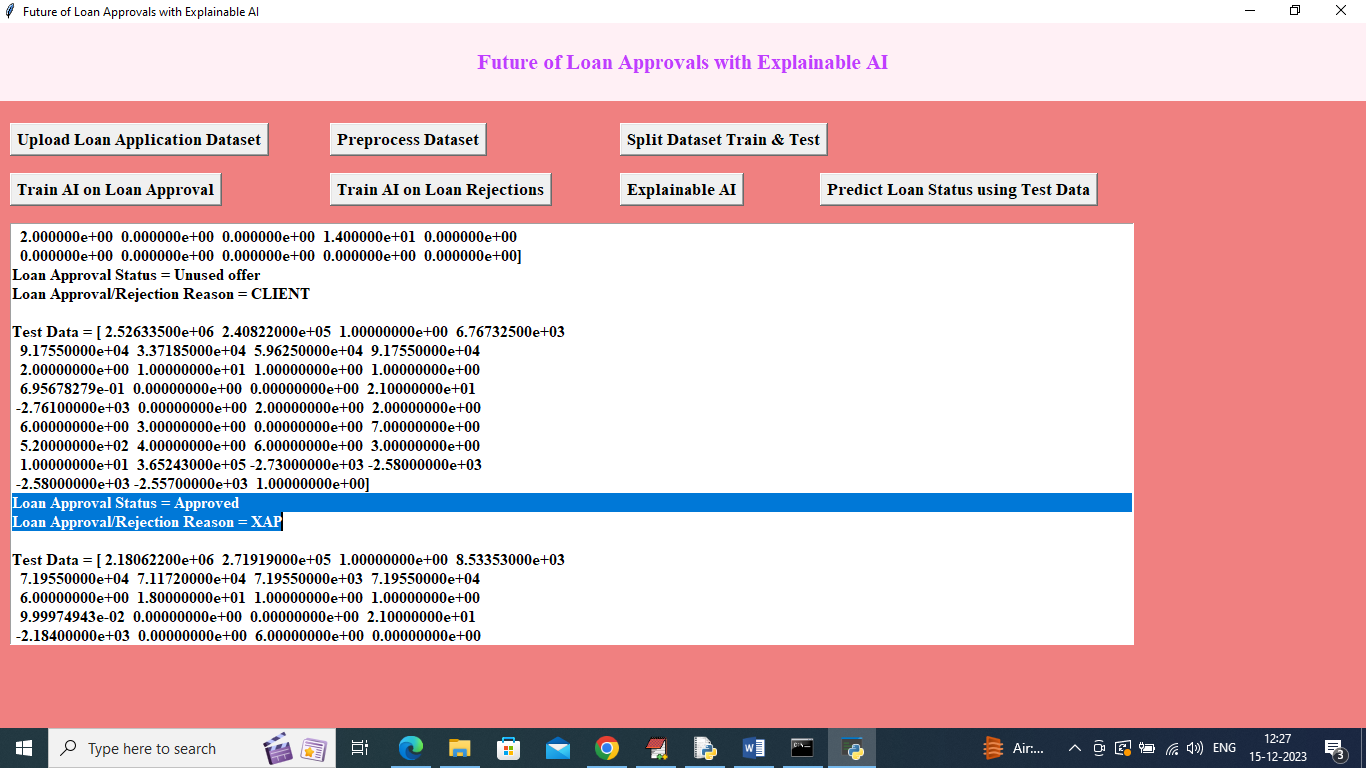 Future of Loan Approvals with Explainable AI
Future of Loan Approvals with Explainable AI
Upload Loan Application Dataset
Preprocess Dataset
Split Dataset Train & Test
Train AI on Loan Approval
Train AI on Loan Rejections
Explainable AI
Predict Loan Status using Test Data
2.000000e+00 0.000000e+00 0.000000e+00 1.400000e+01 0.000000e+00
0.000000e+00 0.000000e+00 0.000000e+00 0.000000e+00 0.000000e+00]
Loan Approval Status = Unused offer
Loan Approval/Rejection Reason = CLIENT
Test Data = [ 2.52633500e+06 2.40822000e+05 1.00000000e+00 6.76732500e+03
9.17550000e+04 3.37185000e+04 5.96250000e+04 9.17550000e+04
2.00000000e+00 1.00000000e+01 1.00000000e+00 1.00000000e+00
6.95678279e-01 0.00000000e+00 0.00000000e+00 2.10000000e+01
-2.76100000e+03 0.00000000e+00 2.00000000e+00 2.00000000e+00
6.00000000e+00 3.00000000e+00 0.00000000e+00 7.00000000e+00
5.20000000e+02 4.00000000e+00 6.00000000e+00 3.00000000e+00
1.00000000e+01 3.65243000e+05 -2.73000000e+03 -2.58000000e+03
-2.58000000e+03 -2.55700000e+03 1.00000000e+00]
Loan Approval Status = Approved
Loan Approval/Rejection Reason = XAP
Test Data = [ 2.18062200e+06 2.71919000e+05 1.00000000e+00 8.53353000e+03
7.19550000e+04 7.11720000e+04 7.19550000e+03 7.19550000e+04
6.00000000e+00 1.80000000e+01 1.00000000e+00 1.00000000e+00
9.99974943e-02 0.00000000e+00 0.00000000e+00 2.10000000e+01
-2.18400000e+03 0.00000000e+00 6.00000000e+00 0.00000000e+00
Type here to search
Air:...
ENG
12:27
15-12-2023
3